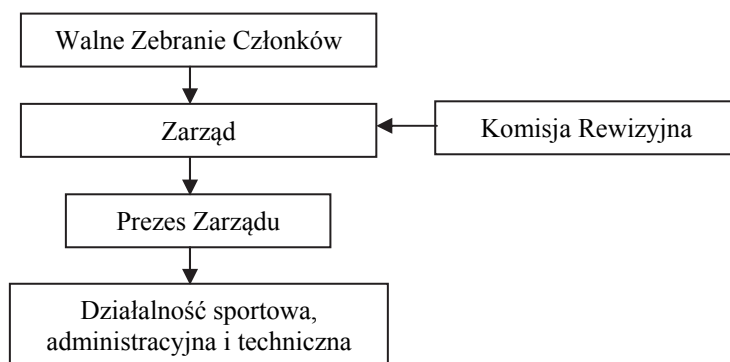 Walne Zebranie Członków
Zarząd
Komisja Rewizyjna
Prezes Zarządu
Działalność sportowa,
administracyjna i techniczna